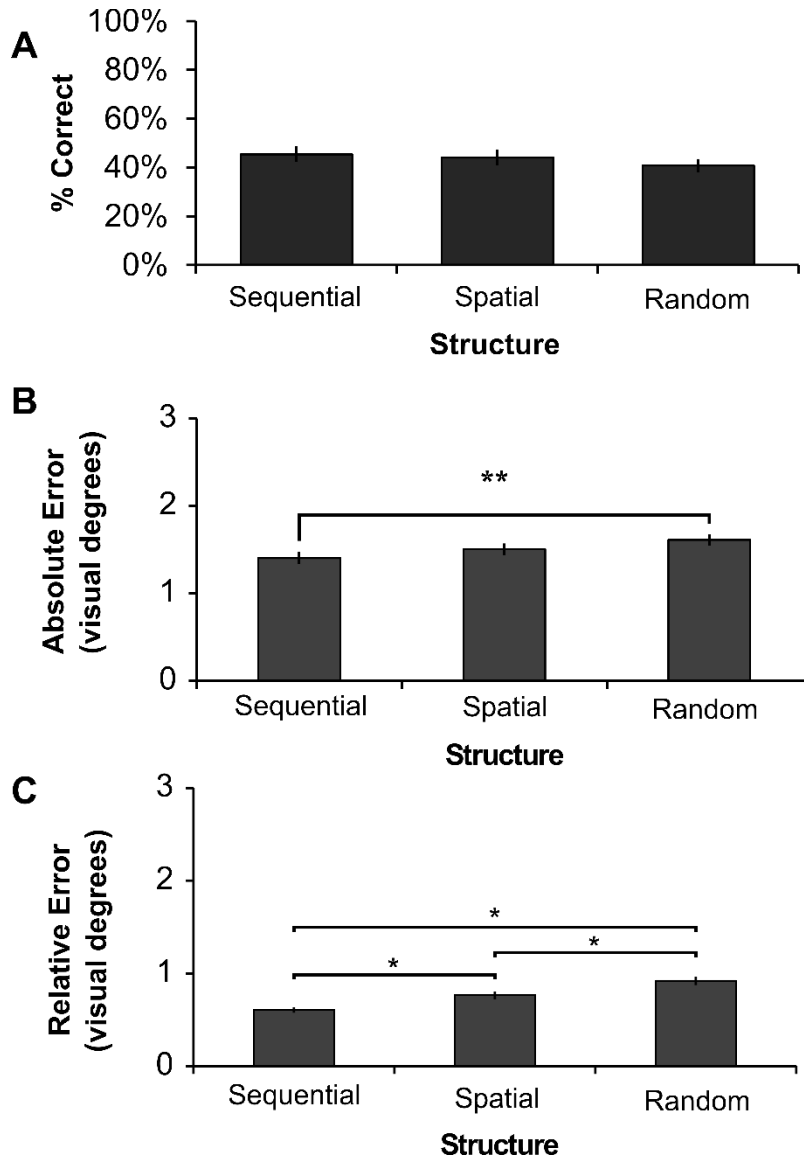 A
% Correct
100%
80%
60%
40%
20%
0%
Sequential
Spatial
Random
Structure
B
Absolute Error
(visual degrees)
3
2
1
0
**
Sequential
Spatial
Random
Structure
C
Relative Error
(visual degrees)
3
2
1
0
*
*
*
Sequential
Spatial
Random
Structure